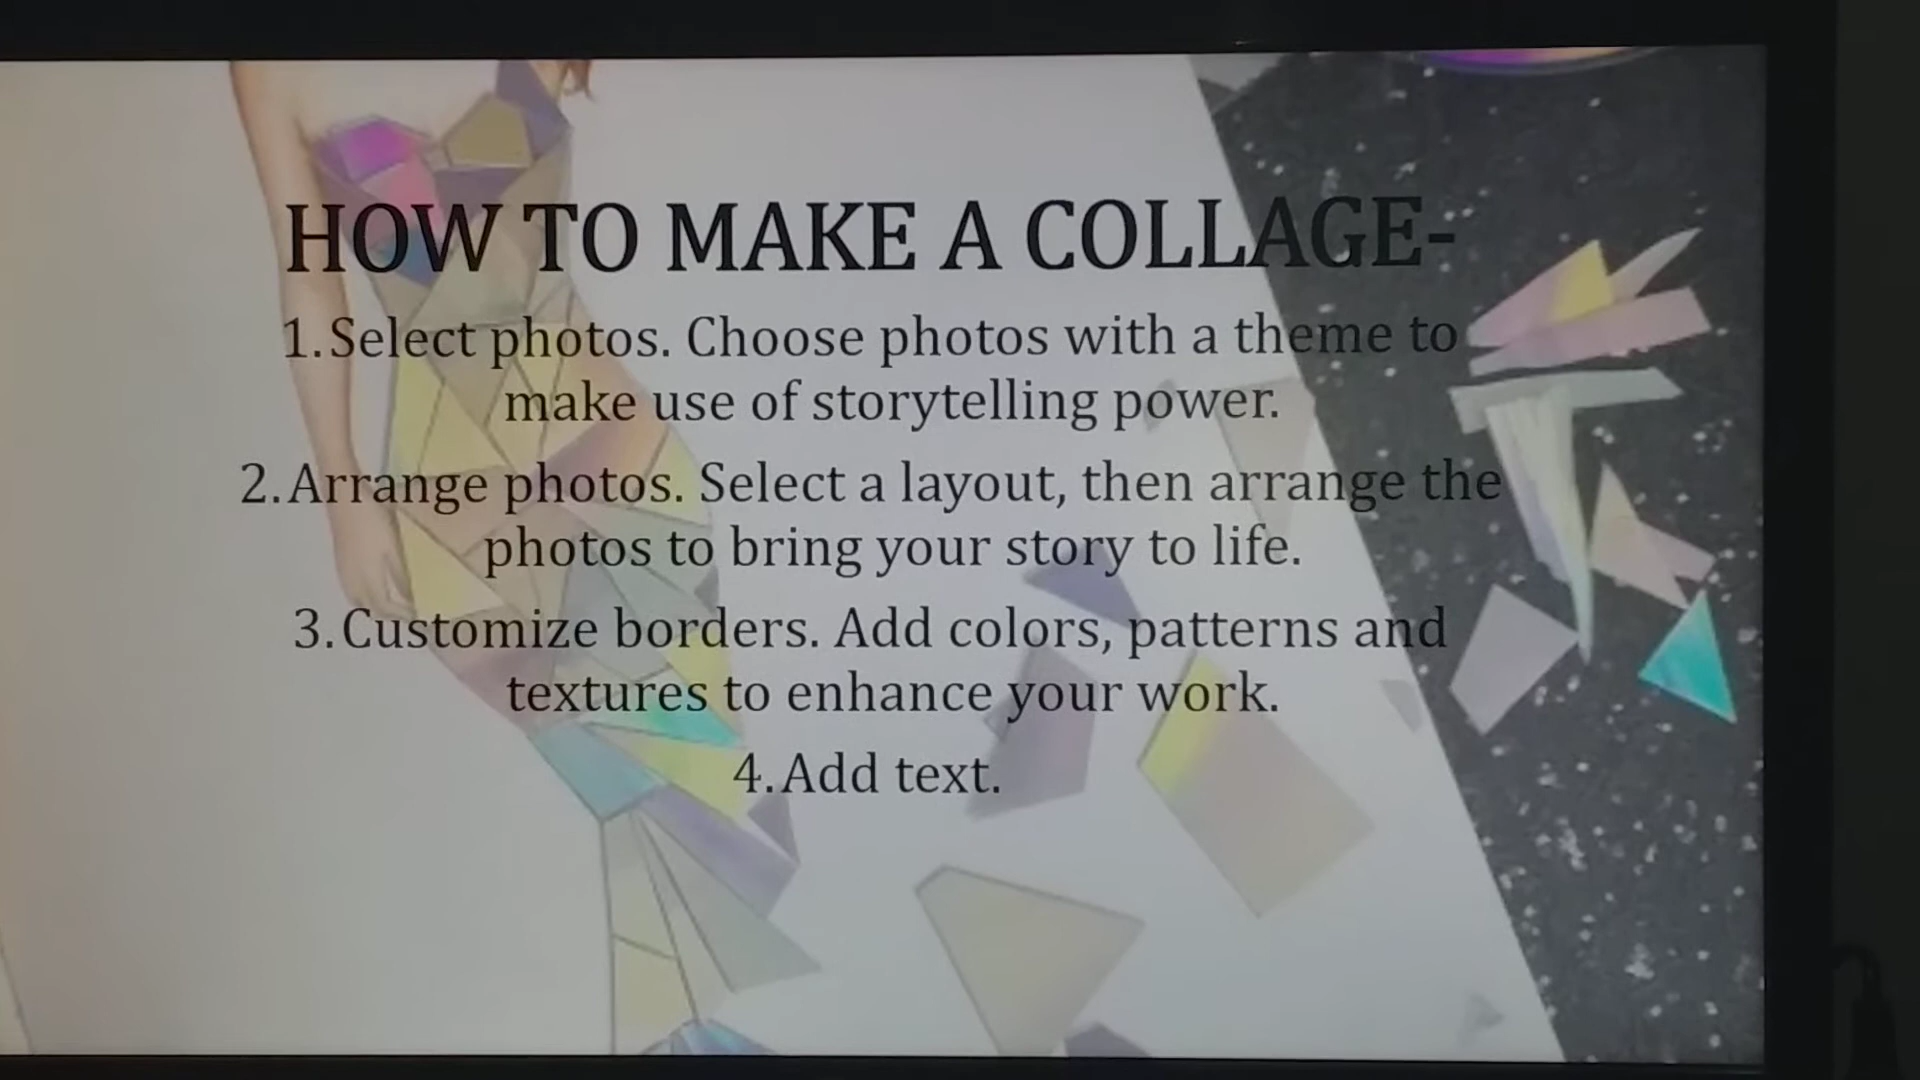 HOW TO MAKE A COLLAGE-
1.Select photos. Choose photos with a theme to
make use of storytelling power.
2.Arrange photos. Select a layout, then arrange the
photos to bring your story to life.
3.Customize borders. Add colors, patterns and
textures to enhance your work.
4.Add text.